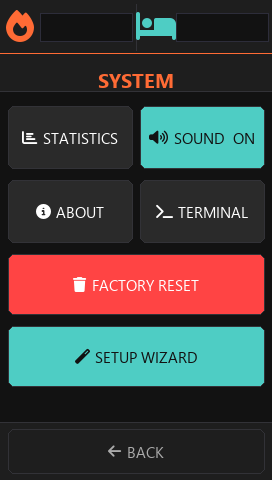 SYSTEM
STATISTICS
SOUND ON
ABOUT
TERMINAL
FACTORY RESET
SETUP WIZARD
BACK